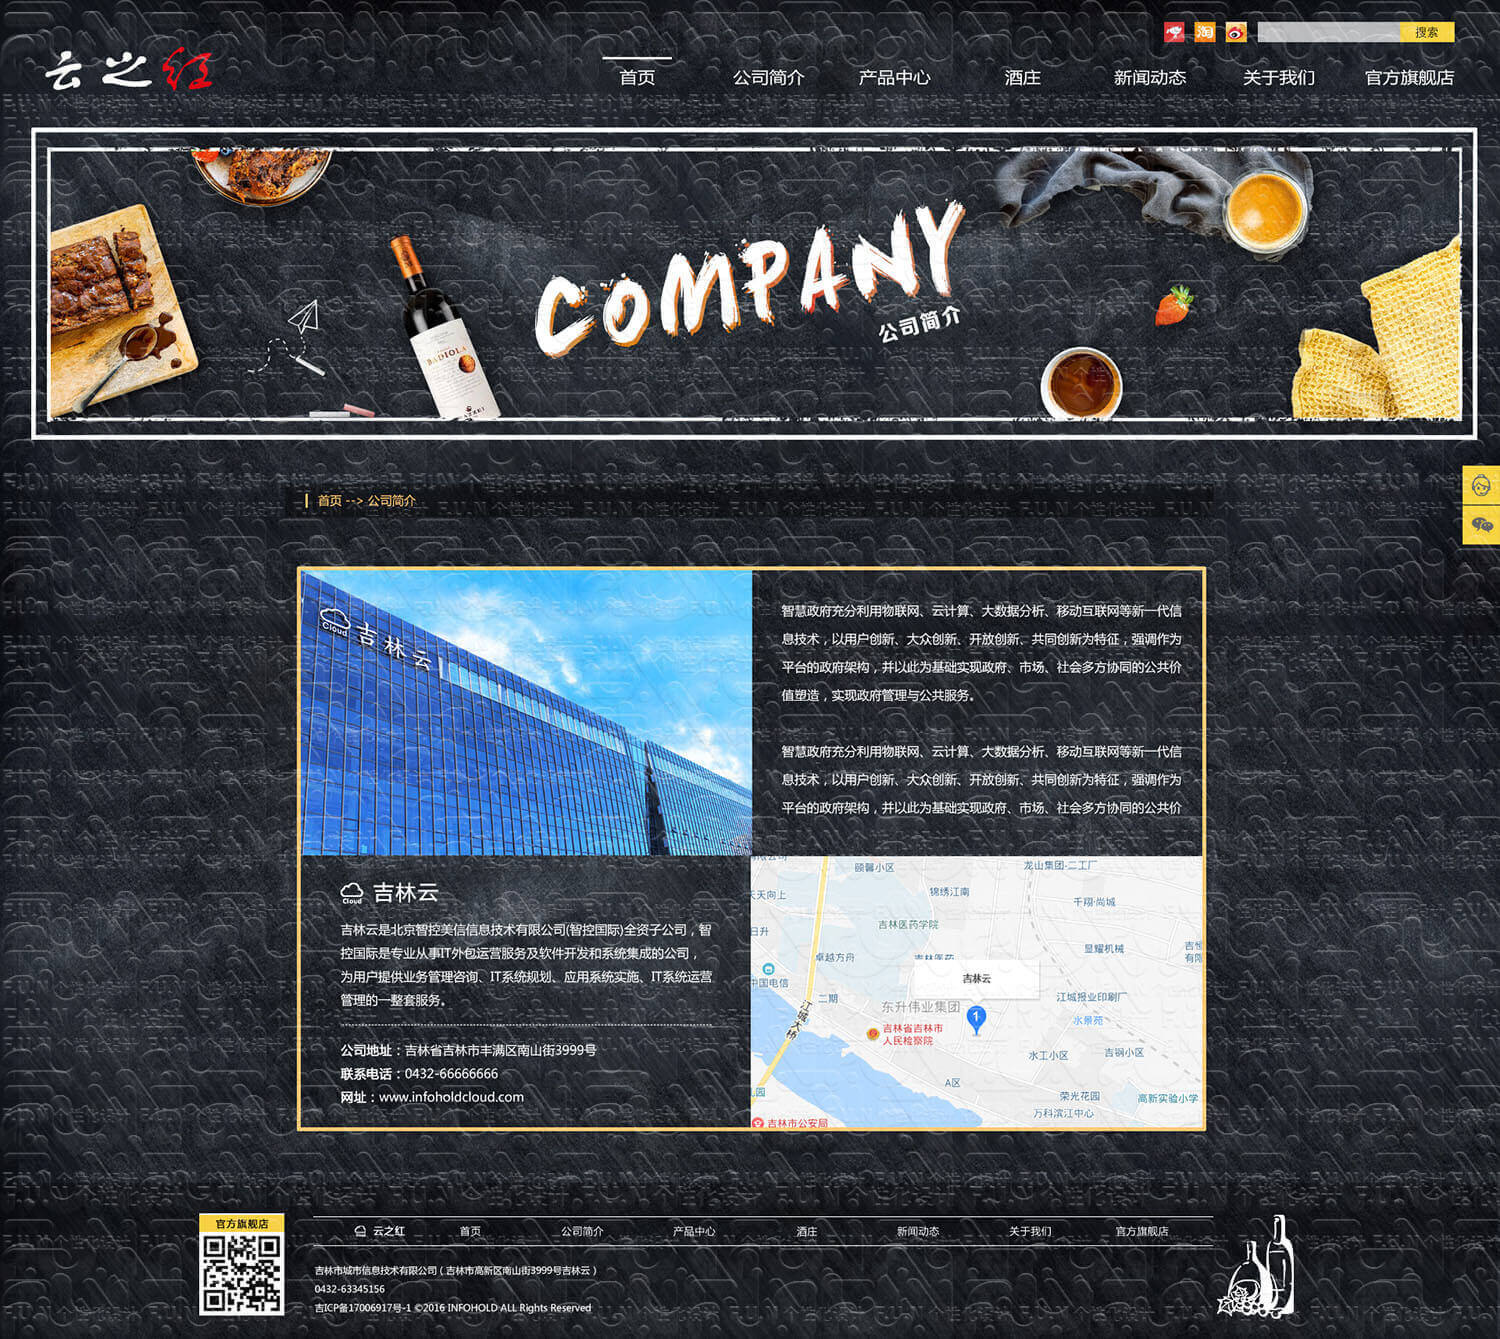 云之红
淘
搜索
首页 公司简介 产品中心 酒庄 新闻动态 关于我们 官方旗舰店
COMPANY
公司简介
BADIOLA
首页 --> 公司简介
Cloud 吉林云
智慧政府充分利用物联网、云计算、大数据分析、移动互联网等新一代信
息技术，以用户创新、大众创新、开放创新、共同创新为特征，强调作为
平台的政府架构，并以此为基础实现政府、市场、社会多方协同的公共价
值塑造，实现政府管理与公共服务。
智慧政府充分利用物联网、云计算、大数据分析、移动互联网等新一代信
息技术，以用户创新、大众创新、开放创新、共同创新为特征，强调作为
平台的政府架构，并以此为基础实现政府、市场、社会多方协同的公共价
Cloud 吉林云
吉林云是北京智控美信信息技术有限公司(智控国际)全资子公司，智
控国际是专业从事IT外包运营服务及软件开发和系统集成的公司，
为用户提供业务管理咨询、IT系统规划、应用系统实施、IT系统运营
管理的一整套服务。
公司地址：吉林省吉林市丰满区南山街3999号
联系电话：0432-66666666
网址：www.infoholdcloud.com
颐馨小区
龙山集团-二工厂
天天向上
锦绣江南
千翔·尚城
吉林医药学院
日升
显耀机械
卓越方舟
吉林医药
中国电信
吉林云
二期
江城大桥
东升伟业集团
1
江城报业印刷厂
水景苑
吉林省吉林市
人民检察院
水工小区
吉钢小区
A区
荣光花园
高新实验小学
万科滨江中心
吉林市公安局
官方旗舰店
云之红 首页 公司简介 产品中心 酒庄 新闻动态 关于我们 官方旗舰店
吉林市城市信息技术有限公司（吉林市高新区南山街3999号吉林云）
0432-63345156
吉ICP备17006917号-1 ©2016 INFOHOLD ALL Rights Reserved